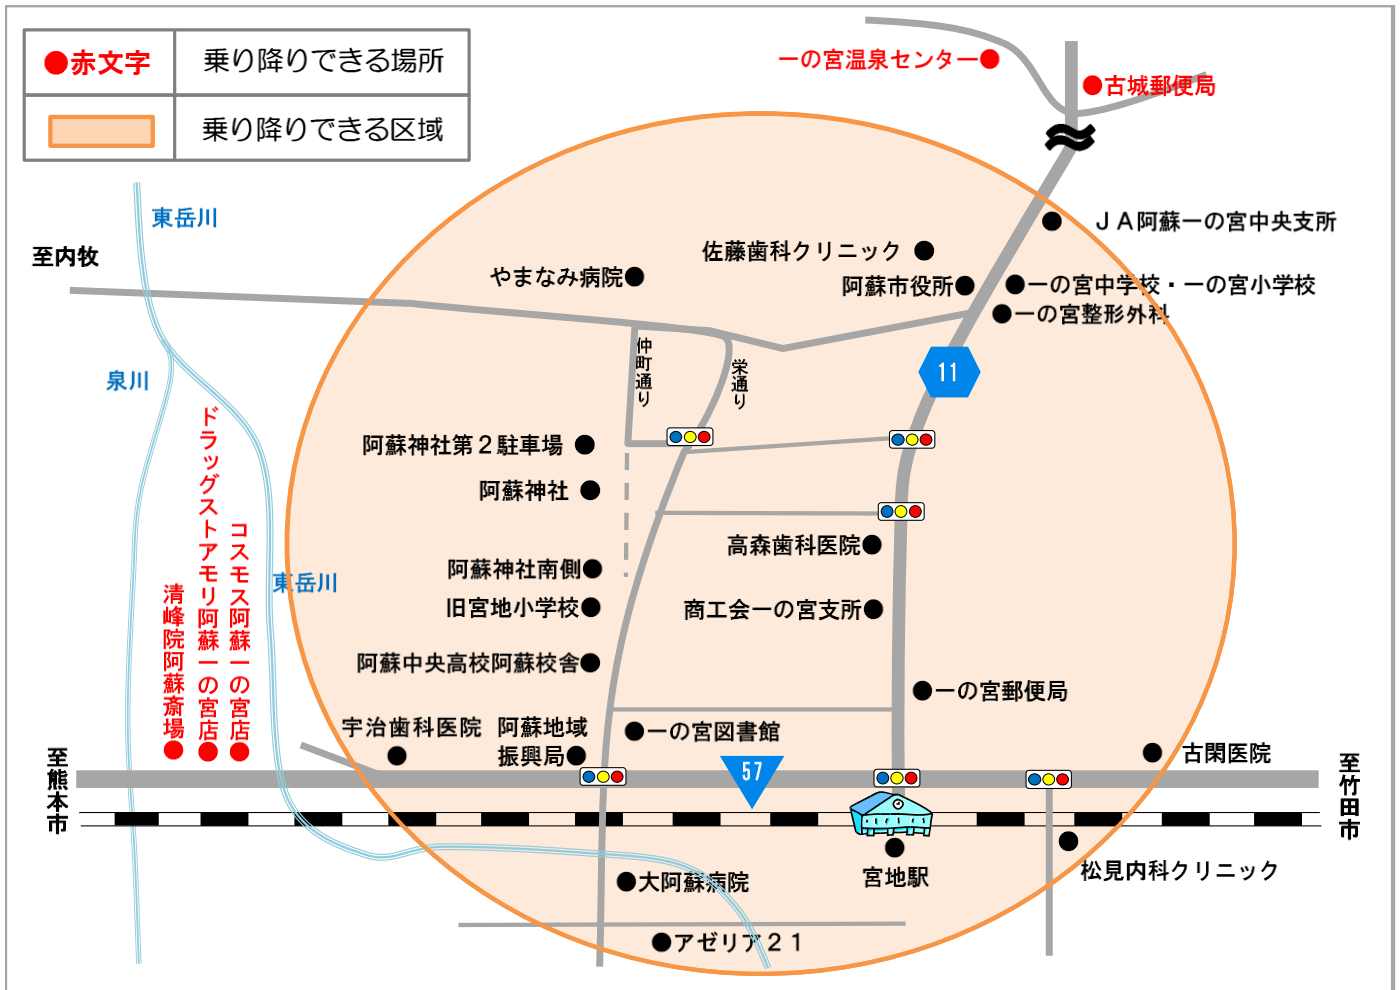 ●赤文字
乗り降りできる場所
乗り降りできる区域
一の宮温泉センター
古城郵便局
東岳川
至内牧
ＪＡ阿蘇一の宮中央支所
佐藤歯科クリニック
やまなみ病院
阿蘇市役所
一の宮中学校・一の宮小学校
一の宮整形外科
仲町通り
栄通り
11
泉川
ドラッグストアモリ阿蘇一の宮店
阿蘇神社第２駐車場
阿蘇神社
コスモス阿蘇一の宮店
高森歯科医院
阿蘇神社南側
東岳川
清峰院阿蘇斎場
旧宮地小学校
商工会一の宮支所
阿蘇中央高校阿蘇校舎
一の宮郵便局
宇治歯科医院
阿蘇地域
振興局
一の宮図書館
古閑医院
至熊本市
57
至竹田市
宮地駅
松見内科クリニック
大阿蘇病院
アゼリア２１